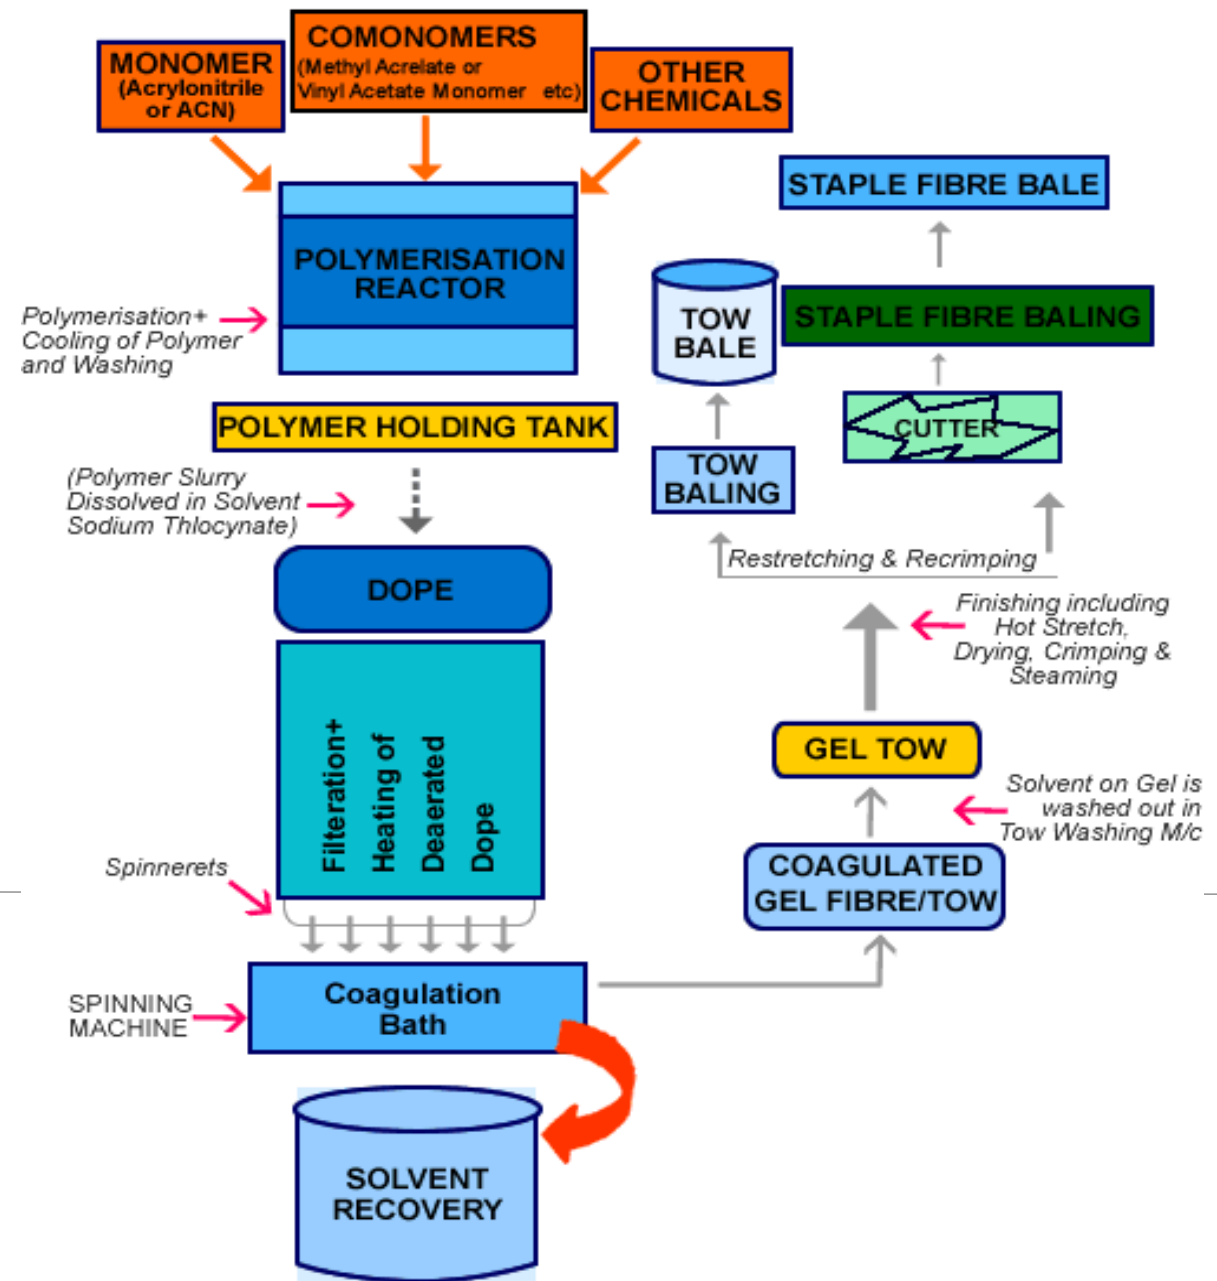 MONOMER
(Acrylonitrile
or ACN)
COMONOMERS
(Methyl Acrelate or
Vinyl Acetate Monomer etc)
OTHER
CHEMICALS
POLYMERISATION
REACTOR
Polymerisation+
Cooling of Polymer
and Washing
POLYMER HOLDING TANK
(Polymer Slurry
Dissolved in Solvent
Sodium Thlocynate)
DOPE
Filteration+
Heating of
Deaerated
Dope
Spinnerets
SPINNING
MACHINE
Coagulation
Bath
SOLVENT
RECOVERY
STAPLE FIBRE BALE
TOW
BALE
STAPLE FIBRE BALING
CUTTER
TOW
BALING
Restretching & Recrimping
Finishing including
Hot Stretch,
Drying, Crimping &
Steaming
GEL TOW
Solvent on Gel is
washed out in
Tow Washing M/c
COAGULATED
GEL FIBRE/TOW